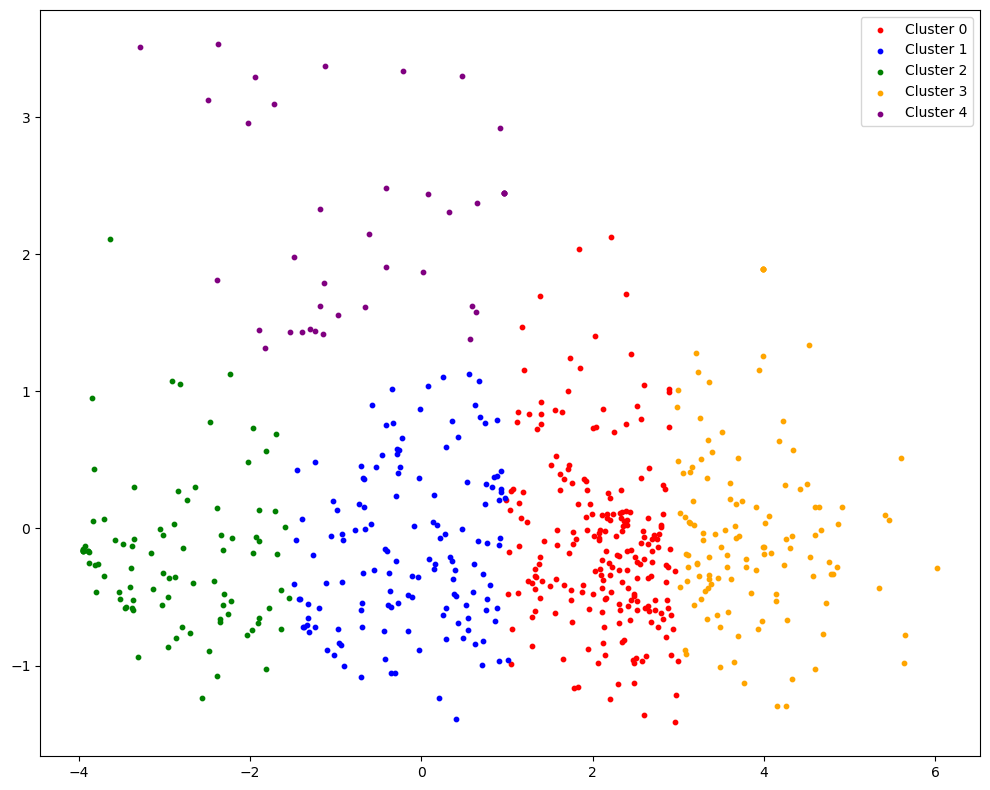 Cluster 0
Cluster 1
Cluster 2
Cluster 3
Cluster 4
3
2
1
0
−1
−4
−2
0
2
4
6